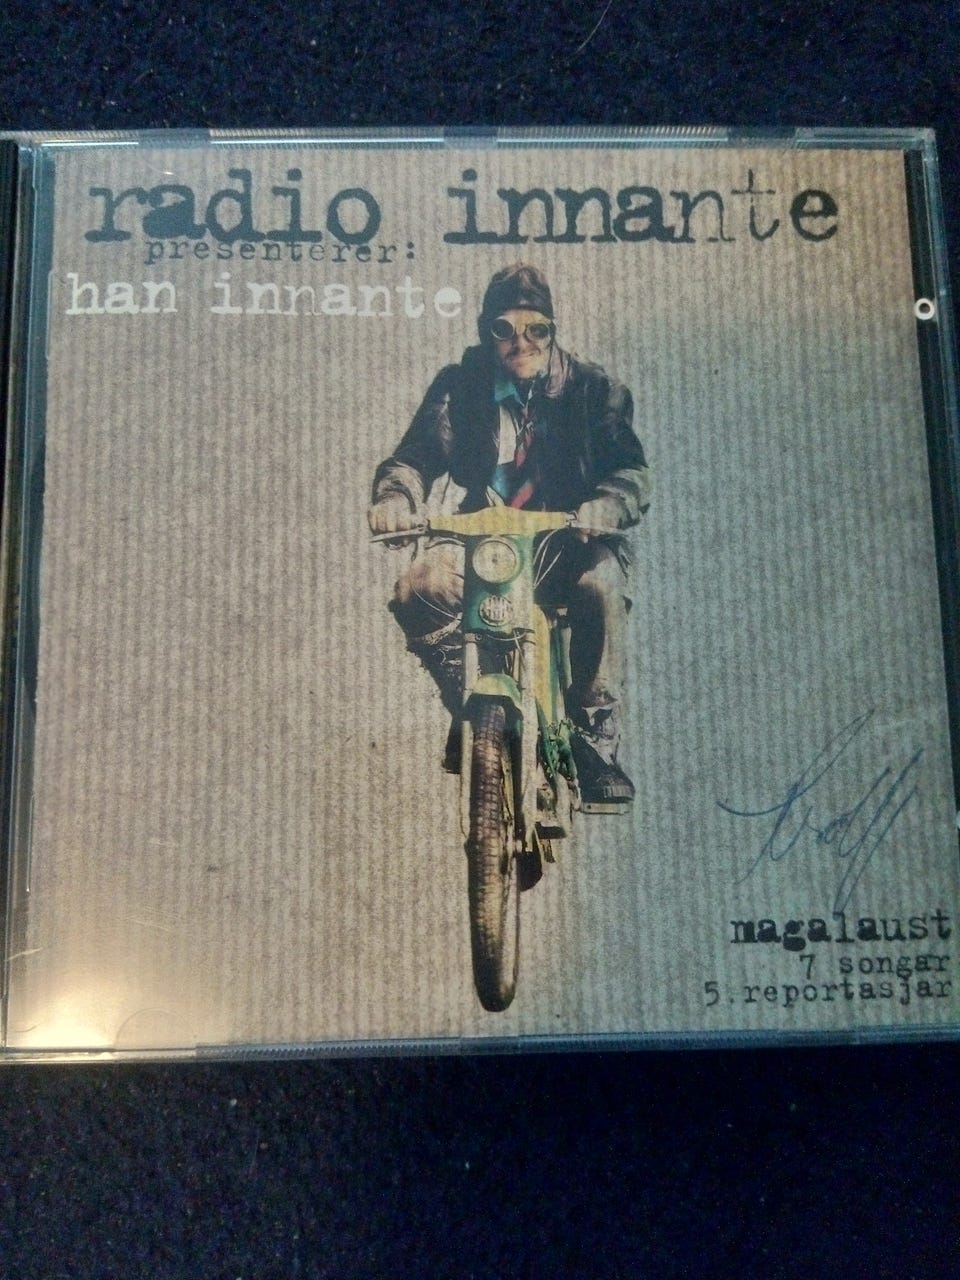 radio innante
presenterer:
han innante
magalaust
7 songar
5.reportasjar